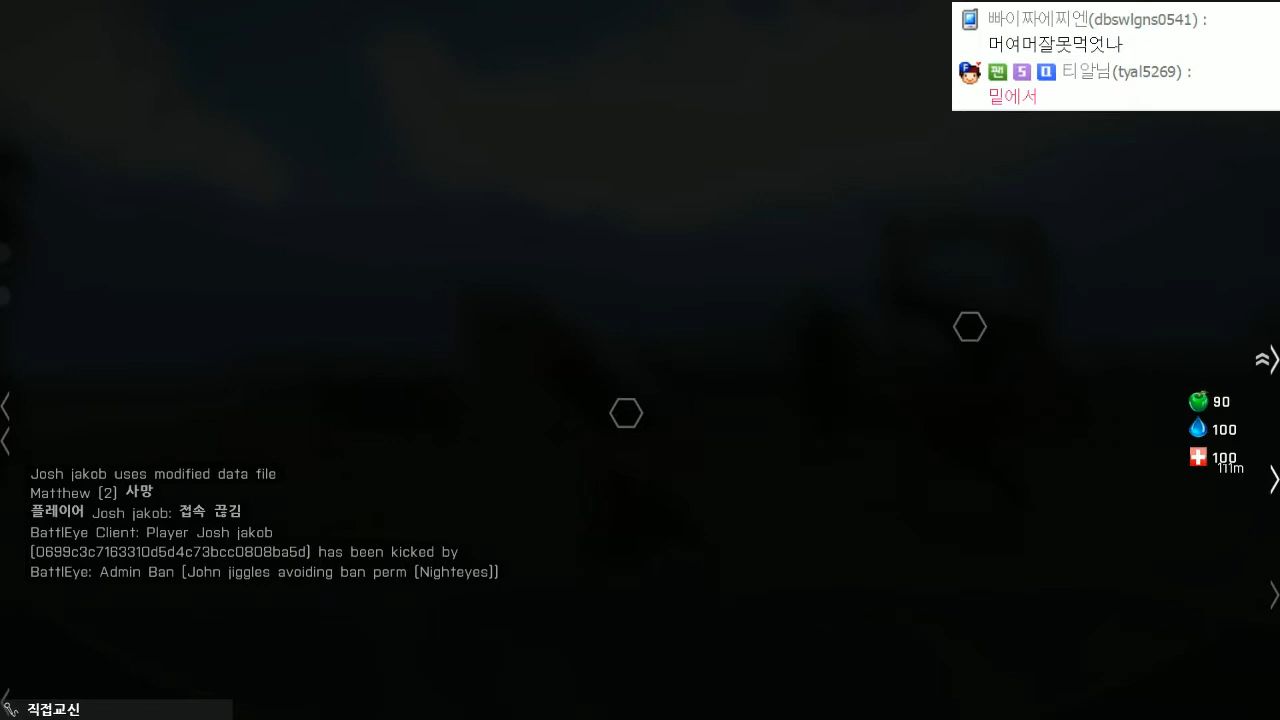 빠이짜에찌엔(dbswlgns0541) :
머여머잘못먹엇나
팬 5 티알님(tyal5269) :
밑에서
90
100
100
111m
Josh jakob uses modified data file
Matthew (2) 사망
플레이어 Josh jakob: 접속 끊김
BattlEye Client: Player Josh jakob
(0699c3c7163310d5d4c73bcc0808ba5d) has been kicked by
BattlEye: Admin Ban (John jiggles avoiding ban perm (Nighteyes))
직접교신